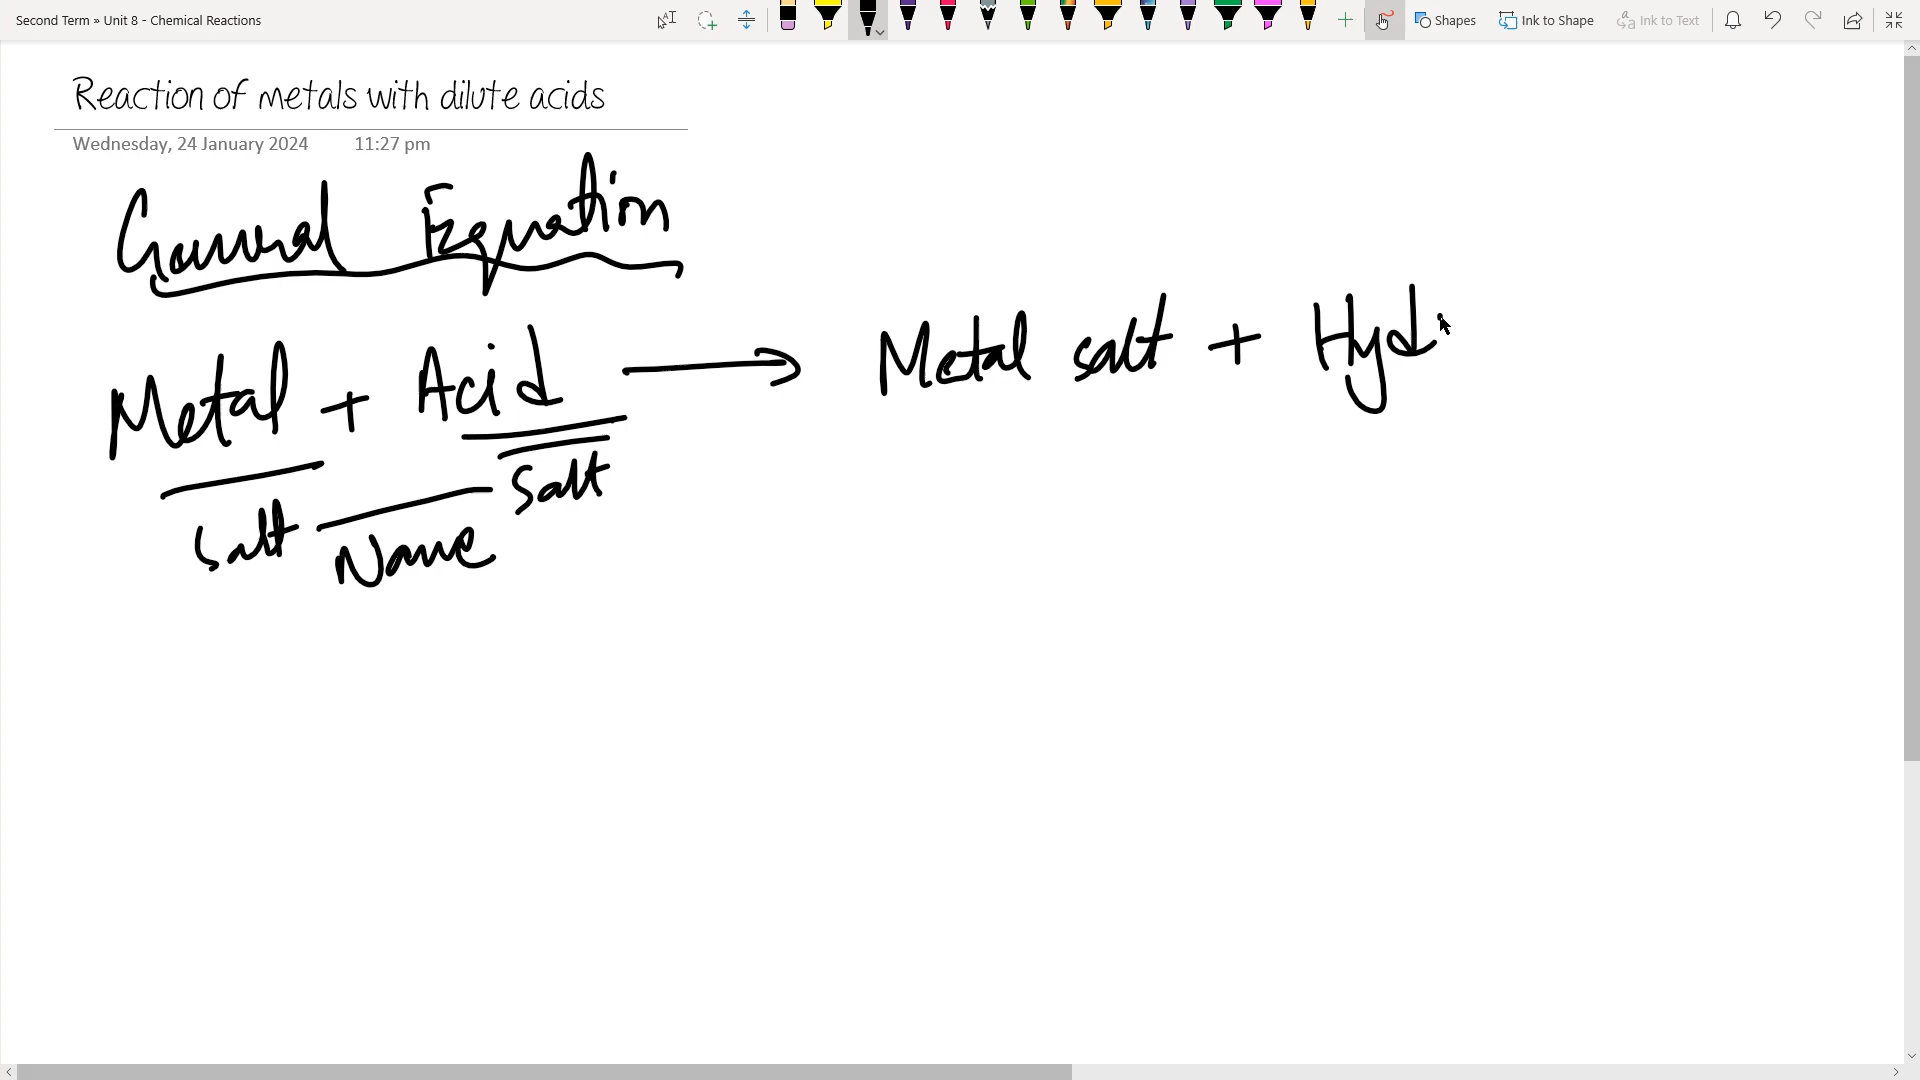 Second Term » Unit 8 - Chemical Reactions
Shapes
Ink to Shape
Ink to Text
Reaction of metals with dilute acids
Wednesday, 24 January 2024 11:27 pm
General Equation
Metal + Acid → Metal salt + Hyd
Salt Name Salt